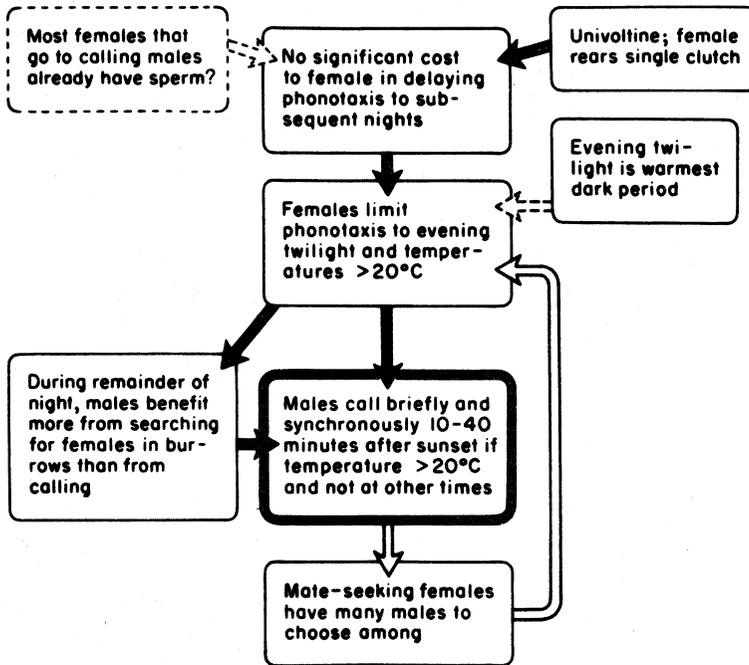 Most females that
go to calling males
already have sperm?
No significant cost
to female in delaying
phonotaxis to sub-
sequent nights
Univoltine; female
rears single clutch
Evening twi-
light is warmest
dark period
Females limit
phonotaxis to evening
twilight and temper-
atures >20°C
During remainder of
night, males benefit
more from searching
for females in bur-
rows than from
calling
Males call briefly and
synchronously 10-40
minutes after sunset if
temperature >20°C
and not at other times
Mate-seeking females
have many males to
choose among